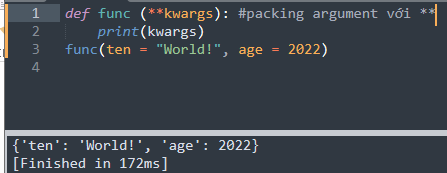 1 def func (**kwargs): #packing argument với **
2 print(kwargs)
3 func(ten = "World!", age = 2022)
4
{'ten': 'World!', 'age': 2022}
[Finished in 172ms]